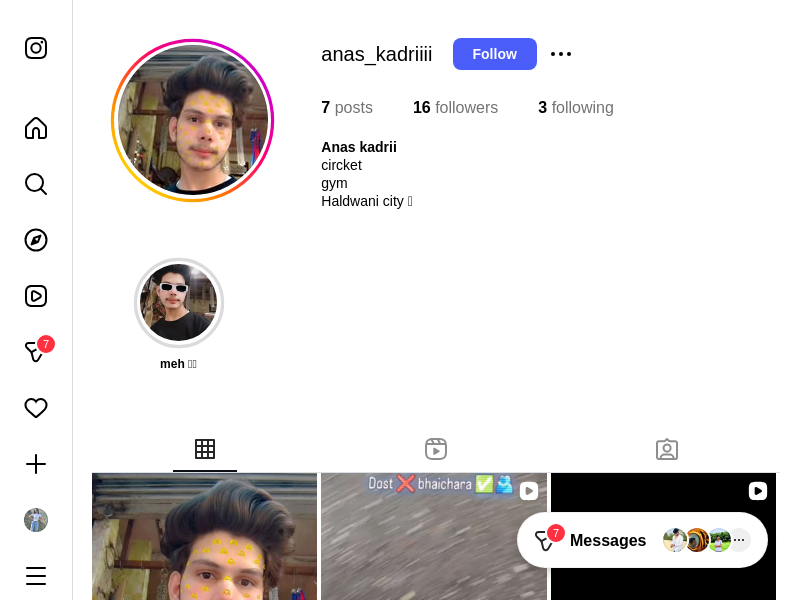 anas_kadriiii
Follow
7 posts
16 followers
3 following
Anas kadrii
circket
gym
Haldwani city
meh
7
Dost ❌ bhaichara ✅🫂
7
Messages